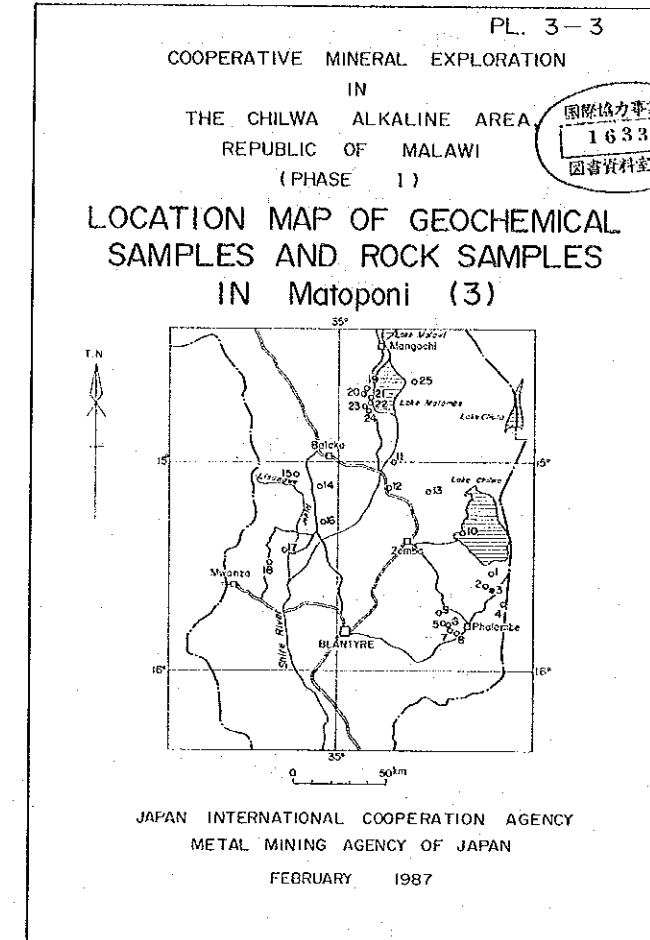 PL. 3-3
COOPERATIVE MINERAL EXPLORATION
IN
THE CHILWA ALKALINE AREA
REPUBLIC OF MALAWI
(PHASE 1)
国際協力事
1633
図書資料室
LOCATION MAP OF GEOCHEMICAL
SAMPLES AND ROCK SAMPLES
IN Matoponi (3)
T.N
35°
Lake Malawi
Mangochi
19
25
20
21
22
Lake Malombe
23
24
Lake Chiuta
Balaka
15°
11
15°
Lisungwe
150
14
12
13
Lake Chilwa
River
16
10
17
Zomba
18
Mwanza
1
2
3
4
9
5
6
Phalombe
7
8
BLANTYRE
Shire River
16°
16°
35°
0
50km
JAPAN INTERNATIONAL COOPERATION AGENCY
METAL MINING AGENCY OF JAPAN
FEBRUARY 1987